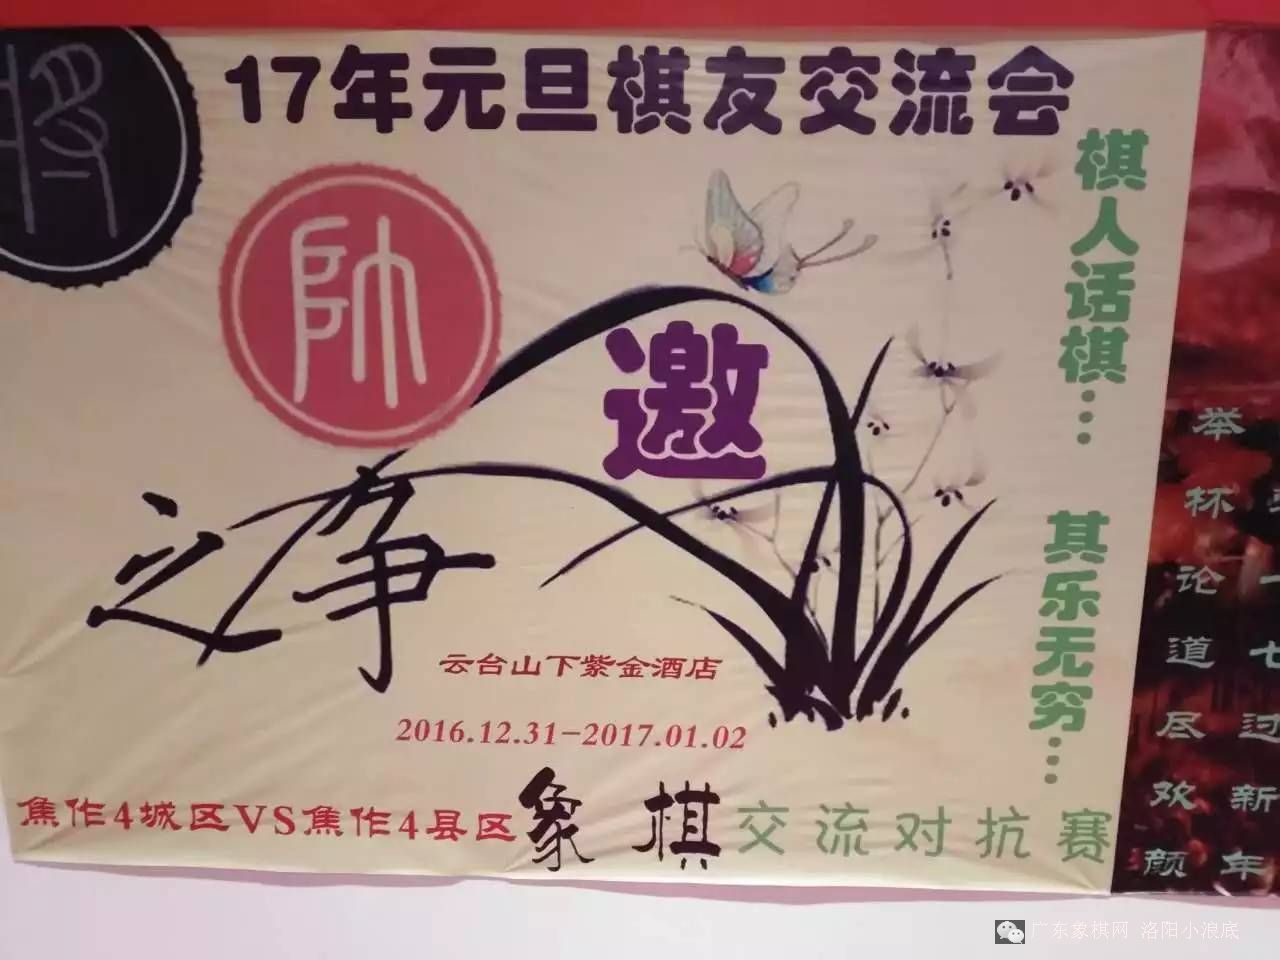 将
17年元旦棋友交流会
帅
邀
之争
棋人话棋…
其乐无穷…
云台山下紫金酒店
2016.12.31-2017.01.02
焦作4城区VS焦作4县区象棋交流对抗赛
一七过新年
举杯论道尽欢颜
广东象棋网 洛阳小浪底